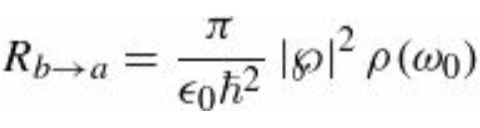 R_{b→a} = \frac{π}{ϵ_0 ℏ^2} |℘|^2 ρ(ω_0)